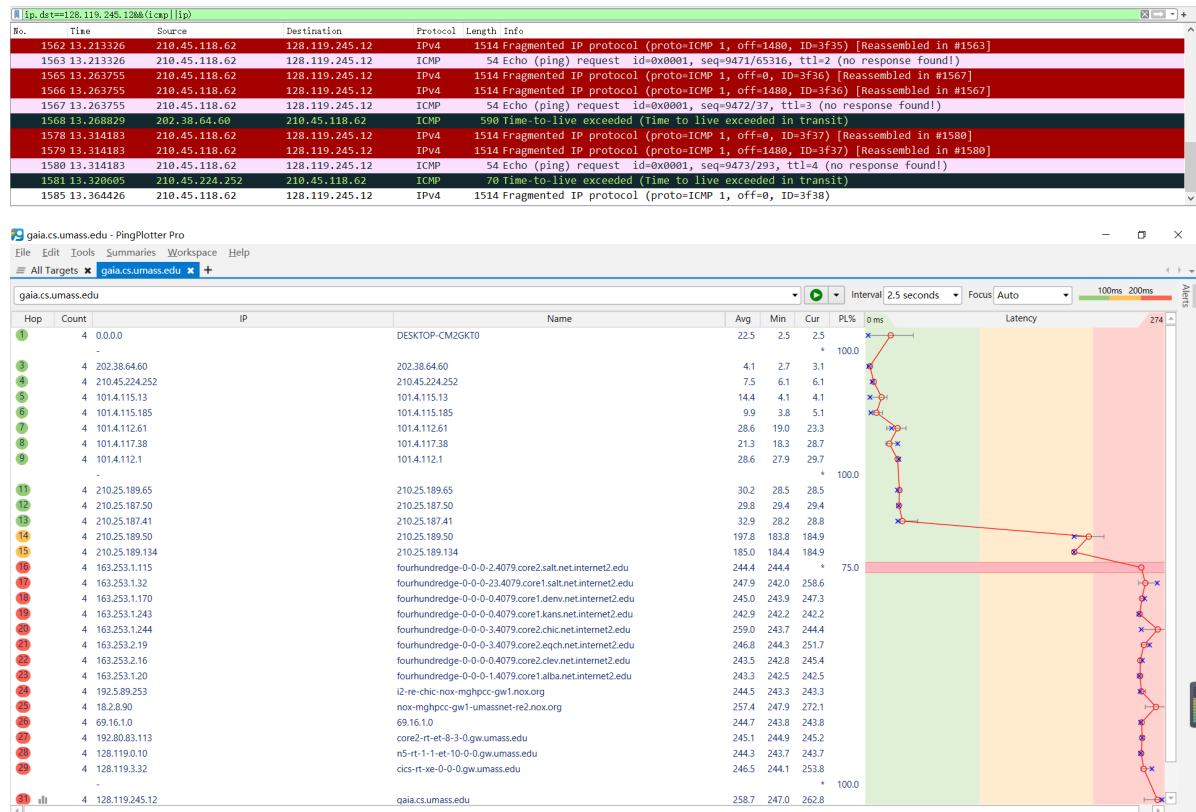 ip.dst==128.119.245.12&&(icmp||ip)
No. Time Source Destination Protocol Length Info
1562 13.213326 210.45.118.62 128.119.245.12 IPv4 1514 Fragmented IP protocol (proto=ICMP 1, off=1480, ID=3f35) [Reassembled in #1563]
1563 13.213326 210.45.118.62 128.119.245.12 ICMP 54 Echo (ping) request id=0x0001, seq=9471/65316, ttl=2 (no response found!)
1565 13.263755 210.45.118.62 128.119.245.12 IPv4 1514 Fragmented IP protocol (proto=ICMP 1, off=0, ID=3f36) [Reassembled in #1567]
1566 13.263755 210.45.118.62 128.119.245.12 IPv4 1514 Fragmented IP protocol (proto=ICMP 1, off=1480, ID=3f36) [Reassembled in #1567]
1567 13.263755 210.45.118.62 128.119.245.12 ICMP 54 Echo (ping) request id=0x0001, seq=9472/37, ttl=3 (no response found!)
1568 13.268829 202.38.64.60 210.45.118.62 ICMP 590 Time-to-live exceeded (Time to live exceeded in transit)
1578 13.314183 210.45.118.62 128.119.245.12 IPv4 1514 Fragmented IP protocol (proto=ICMP 1, off=0, ID=3f37) [Reassembled in #1580]
1579 13.314183 210.45.118.62 128.119.245.12 IPv4 1514 Fragmented IP protocol (proto=ICMP 1, off=1480, ID=3f37) [Reassembled in #1580]
1580 13.314183 210.45.118.62 128.119.245.12 ICMP 54 Echo (ping) request id=0x0001, seq=9473/293, ttl=4 (no response found!)
1581 13.320605 210.45.224.252 210.45.118.62 ICMP 70 Time-to-live exceeded (Time to live exceeded in transit)
1585 13.364426 210.45.118.62 128.119.245.12 IPv4 1514 Fragmented IP protocol (proto=ICMP 1, off=0, ID=3f38)
gaia.cs.umass.edu - PingPlotter Pro
File Edit Tools Summaries Workspace Help
All Targets gaia.cs.umass.edu
gaia.cs.umass.edu Interval 2.5 seconds Focus Auto 100ms 200ms Alerts
Hop Count IP Name Avg Min Cur PL% 0 ms Latency 274
1 4 0.0.0.0 DESKTOP-CM2GKT0 22.5 2.5 2.5
- * 100.0
3 4 202.38.64.60 202.38.64.60 4.1 2.7 3.1
4 4 210.45.224.252 210.45.224.252 7.5 6.1 6.1
5 4 101.4.115.13 101.4.115.13 14.4 4.1 4.1
6 4 101.4.115.185 101.4.115.185 9.9 3.8 5.1
7 4 101.4.112.61 101.4.112.61 28.6 19.0 23.3
8 4 101.4.117.38 101.4.117.38 21.3 18.3 28.7
9 4 101.4.112.1 101.4.112.1 28.6 27.9 29.7
- * 100.0
11 4 210.25.189.65 210.25.189.65 30.2 28.5 28.5
12 4 210.25.187.50 210.25.187.50 29.8 29.4 29.4
13 4 210.25.187.41 210.25.187.41 32.9 28.2 28.8
14 4 210.25.189.50 210.25.189.50 197.8 183.8 184.9
15 4 210.25.189.134 210.25.189.134 185.0 184.4 184.9
16 4 163.253.1.115 fourhundredge-0-0-0-2.4079.core2.salt.net.internet2.edu 244.4 244.4 * 75.0
17 4 163.253.1.32 fourhundredge-0-0-0-23.4079.core1.salt.net.internet2.edu 247.9 242.0 258.6
18 4 163.253.1.170 fourhundredge-0-0-0-4079.core1.denv.net.internet2.edu 245.0 243.9 247.3
19 4 163.253.1.243 fourhundredge-0-0-0-0.4079.core1.kans.net.internet2.edu 242.9 242.2 242.2
20 4 163.253.1.244 fourhundredge-0-0-0-3.4079.core2.chic.net.internet2.edu 259.0 243.7 244.4
21 4 163.253.2.19 fourhundredge-0-0-0-3.4079.core2.eqch.net.internet2.edu 246.8 244.3 251.7
22 4 163.253.2.16 fourhundredge-0-0-0-0.4079.core2.clev.net.internet2.edu 243.5 242.8 245.4
23 4 163.253.1.20 fourhundredge-0-0-0-1.4079.core1.alba.net.internet2.edu 243.3 242.5 242.5
24 4 192.5.89.253 i2-re-chic-nox-mghpcc-gw1.nox.org 244.5 243.3 243.3
25 4 18.2.8.90 nox-mghpcc-gw1-umassnet-re2.nox.org 257.4 247.9 272.1
26 4 69.16.1.0 69.16.1.0 244.7 243.8 243.8
27 4 192.80.83.113 core2-rt-et-8-3-0.gw.umass.edu 245.1 244.9 245.2
28 4 128.119.0.10 n5-rt-1-1-et-10-0-0.gw.umass.edu 244.3 243.7 243.7
29 4 128.119.3.32 cics-rt-xe-0-0-0.gw.umass.edu 246.5 244.1 253.8
- * 100.0
31 4 128.119.245.12 gaia.cs.umass.edu 258.7 247.0 262.8